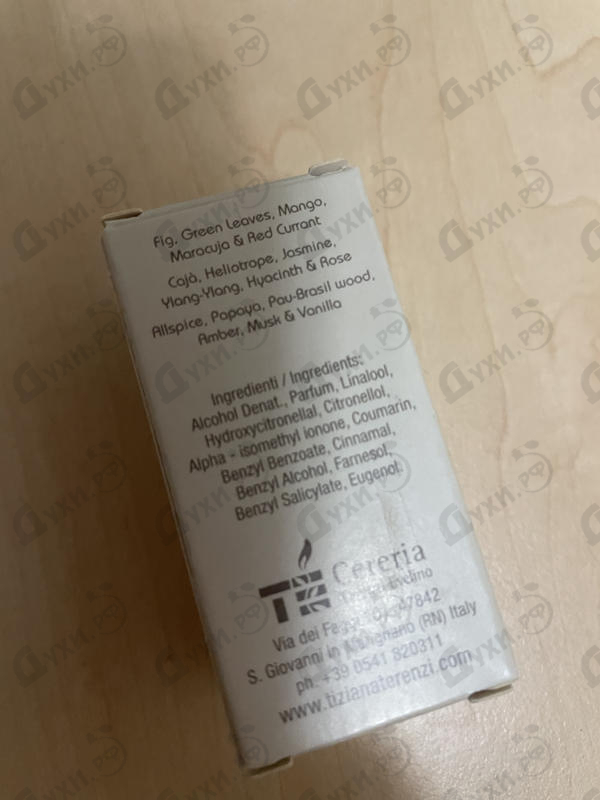 Fig, Green Leaves, Mango,
Maracuja & Red Currant
Cajà, Heliotrope, Jasmine,
Ylang-Ylang, Hyacinth & Rose
Allspice, Papaya, Pau-Brasil wood,
Amber, Musk & Vanilla
Ingredienti / Ingredients:
Alcohol Denat., Parfum, Linalool,
Hydroxycitronellal, Citronellol,
Alpha - isomethyl ionone, Coumarin,
Benzyl Benzoate, Cinnamal,
Benzyl Alcohol, Farnesol,
Benzyl Salicylate, Eugenol.
Cereria
Via dei 47842
S. Giovanni in Marignano (RN) Italy
ph. +39 0541 820311
www.tizianaterenzi.com
Духи.рф